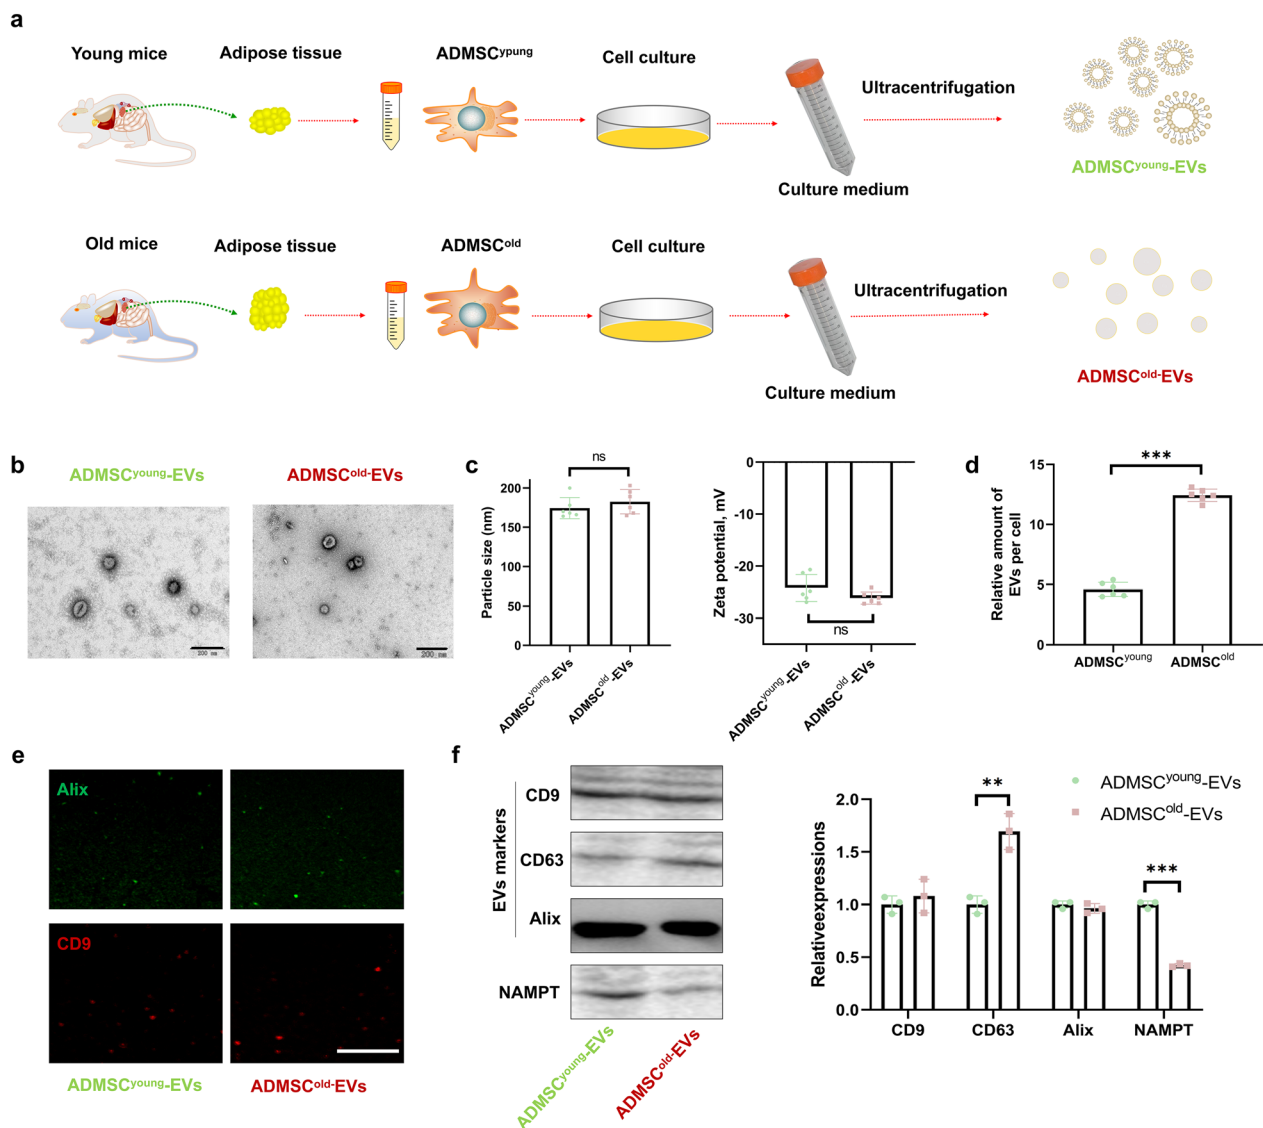 a
Young mice
Adipose tissue
ADMSCypung
Cell culture
Ultracentrifugation
Culture medium
ADMSCyoung-EVs
Old mice
Adipose tissue
ADMSCold
Cell culture
Ultracentrifugation
Culture medium
ADMSCold-EVs
b
ADMSCyoung-EVs
ADMSCold-EVs
200 nm
200 nm
c
ns
Particle size (nm)
200
150
100
50
0
ADMSCyoung-EVs
ADMSCold-EVs
Zeta potential, mV
0
-10
-20
-30
ns
ADMSCyoung-EVs
ADMSCold-EVs
d
***
Relative amount of
EVs per cell
15
10
5
0
ADMSCyoung
ADMSCold
e
Alix
CD9
ADMSCyoung-EVs
ADMSCold-EVs
f
EVs markers
CD9
CD63
Alix
NAMPT
ADMSCyoung-EVs
ADMSCold-EVs
ADMSCyoung-EVs
ADMSCold-EVs
Relativeexpressions
2.0
1.5
1.0
0.5
0.0
**
***
CD9
CD63
Alix
NAMPT